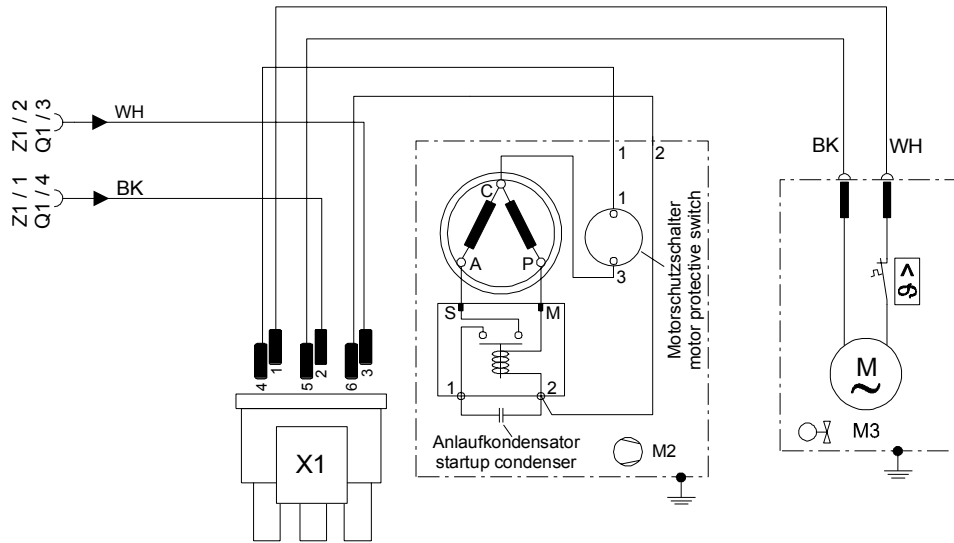 Z1 / 2
Q1 / 3
WH
Z1 / 1
Q1 / 4
BK
BK
WH
1
2
C
1
A
P
3
Motorschutzschalter
motor protective switch
S
M
1
2
Anlaufkondensator
startup condenser
M2
ϑ >
M
~
M3
4
1
5
2
6
3
X1